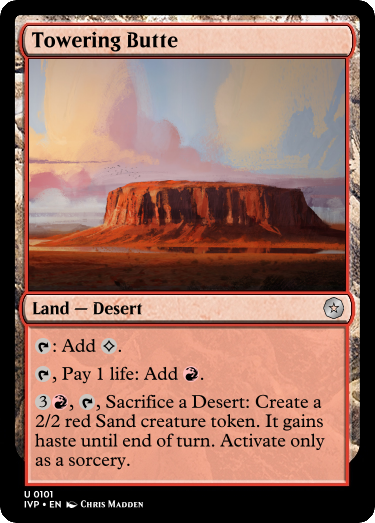 Towering Butte
Land — Desert
: Add .
, Pay 1 life: Add .
3 , , Sacrifice a Desert: Create a
2/2 red Sand creature token. It gains
haste until end of turn. Activate only
as a sorcery.
U 0101
IVP • EN Chris Madden